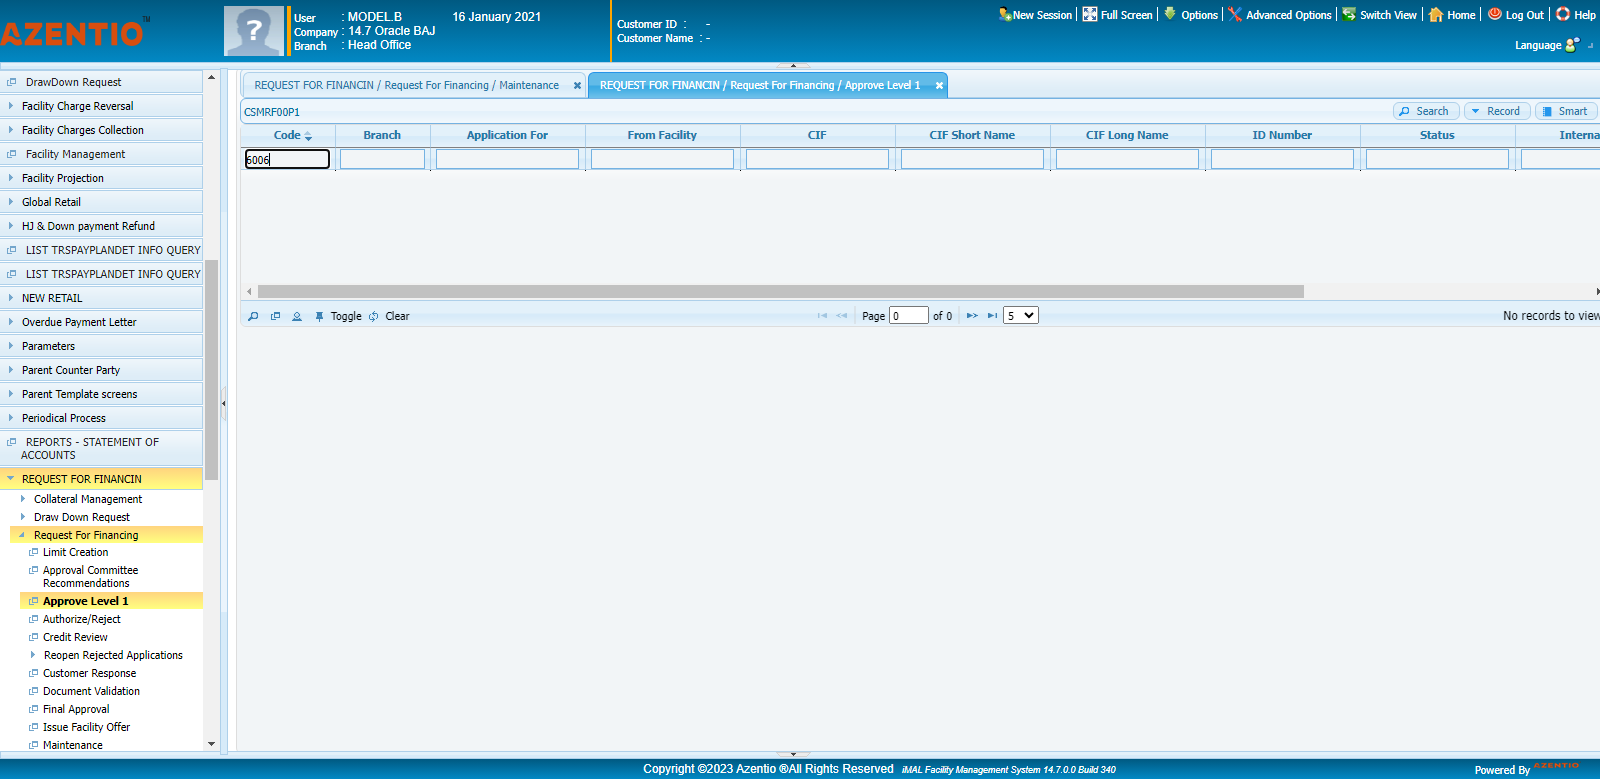 AZENTIO TM
?
User : MODEL.B
Company : 14.7 Oracle BAJ
Branch : Head Office
16 January 2021
Customer ID : -
Customer Name : -
New Session
Full Screen
Options
Advanced Options
Switch View
Home
Log Out
Help
Language
DrawDown Request
Facility Charge Reversal
Facility Charges Collection
Facility Management
Facility Projection
Global Retail
HJ & Down payment Refund
LIST TRSPAYPLANDET INFO QUERY
LIST TRSPAYPLANDET INFO QUERY
NEW RETAIL
Overdue Payment Letter
Parameters
Parent Counter Party
Parent Template screens
Periodical Process
REPORTS - STATEMENT OF
ACCOUNTS
REQUEST FOR FINANCIN
Collateral Management
Draw Down Request
Request For Financing
Limit Creation
Approval Committee
Recommendations
Approve Level 1
Authorize/Reject
Credit Review
Reopen Rejected Applications
Customer Response
Document Validation
Final Approval
Issue Facility Offer
Maintenance
REQUEST FOR FINANCIN / Request For Financing / Maintenance
REQUEST FOR FINANCIN / Request For Financing / Approve Level 1
CSMRF00P1
Search
Record
Smart
Code
Branch
Application For
From Facility
CIF
CIF Short Name
CIF Long Name
ID Number
Status
Interna
6006
Toggle
Clear
Page 0 of 0
5
No records to view
Copyright ©2023 Azentio ®All Rights Reserved iMAL Facility Management System 14.7.0.0 Build 340
Powered By AZENTIO